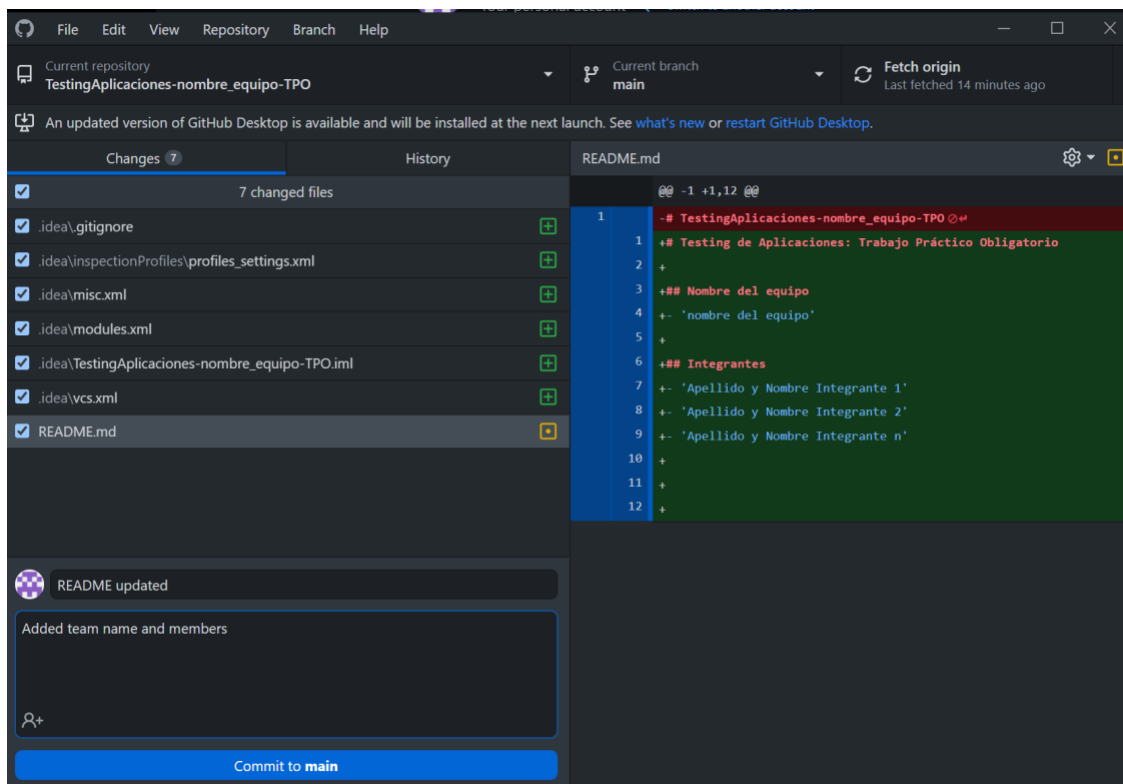 File Edit View Repository Branch Help
Current repository
TestingAplicaciones-nombre_equipo-TPO
Current branch
main
Fetch origin
Last fetched 14 minutes ago
An updated version of GitHub Desktop is available and will be installed at the next launch. See what's new or restart GitHub Desktop.
Changes 7
History
7 changed files
.idea\.gitignore
.idea\inspectionProfiles\profiles_settings.xml
.idea\misc.xml
.idea\modules.xml
.idea\TestingAplicaciones-nombre_equipo-TPO.iml
.idea\vcs.xml
README.md
README updated
Added team name and members
Commit to main
README.md
@@ -1 +1,12 @@
1 -# TestingAplicaciones-nombre_equipo-TPO
1 +# Testing de Aplicaciones: Trabajo Práctico Obligatorio
2 +
3 +## Nombre del equipo
4 +- 'nombre del equipo'
5 +
6 +## Integrantes
7 +- 'Apellido y Nombre Integrante 1'
8 +- 'Apellido y Nombre Integrante 2'
9 +- 'Apellido y Nombre Integrante n'
10 +
11 +
12 +